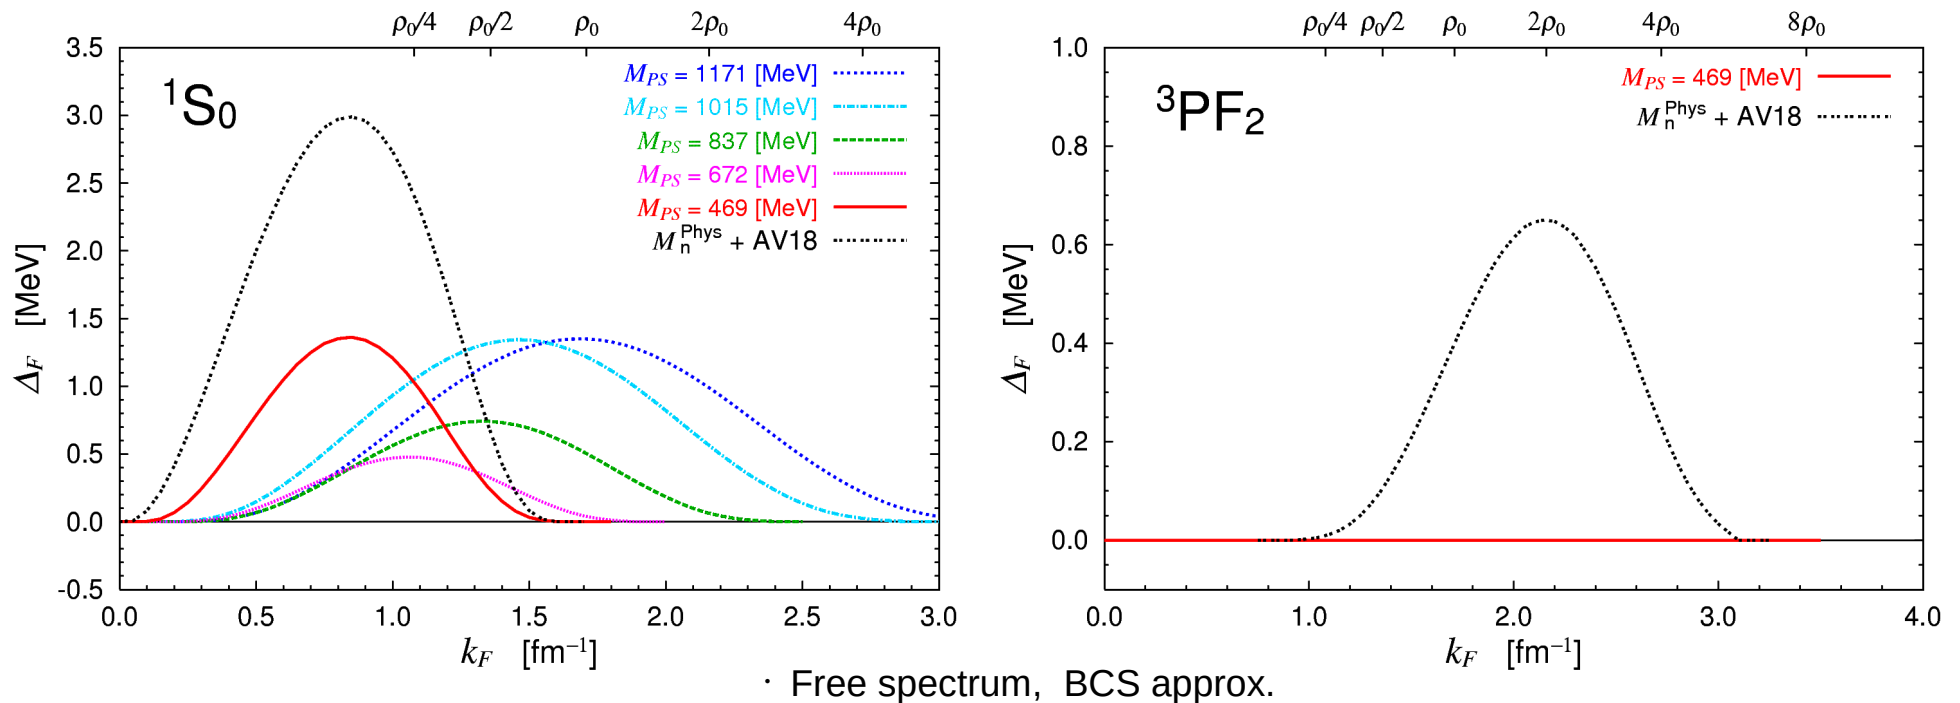 ρ0/4 ρ0/2 ρ0 2ρ0 4ρ0
3.5
3.0
2.5
2.0
1.5
1.0
0.5
0.0
-0.5
ΔF [MeV]
¹S₀
MPS = 1171 [MeV]
MPS = 1015 [MeV]
MPS = 837 [MeV]
MPS = 672 [MeV]
MPS = 469 [MeV]
MnPhys + AV18
0.0 0.5 1.0 1.5 2.0 2.5 3.0
kF [fm⁻¹]
ρ0/4 ρ0/2 ρ0 2ρ0 4ρ0 8ρ0
1.0
0.8
0.6
0.4
0.2
0.0
ΔF [MeV]
³PF₂
MPS = 469 [MeV]
MnPhys + AV18
0.0 1.0 2.0 3.0 4.0
kF [fm⁻¹]
· Free spectrum, BCS approx.